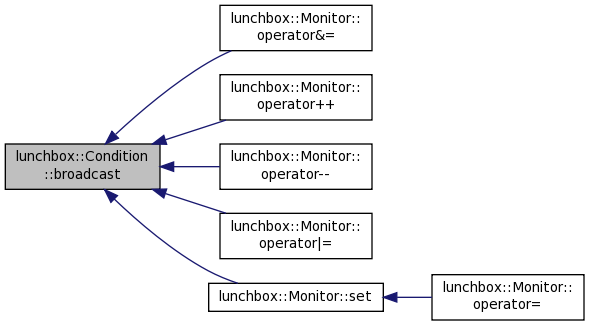 lunchbox::Monitor::
operator&=
lunchbox::Monitor::
operator++
lunchbox::Condition
::broadcast
lunchbox::Monitor::
operator--
lunchbox::Monitor::
operator|=
lunchbox::Monitor::set
lunchbox::Monitor::
operator=